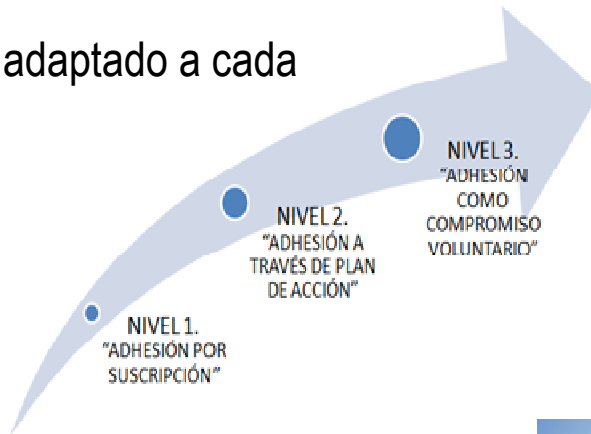 adaptado a cada
NIVEL 3.
"ADHESIÓN
COMO
COMPROMISO
VOLUNTARIO"
NIVEL 2.
"ADHESIÓN A
TRAVÉS DE PLAN
DE ACCIÓN"
NIVEL 1.
"ADHESIÓN POR
SUSCRIPCIÓN"